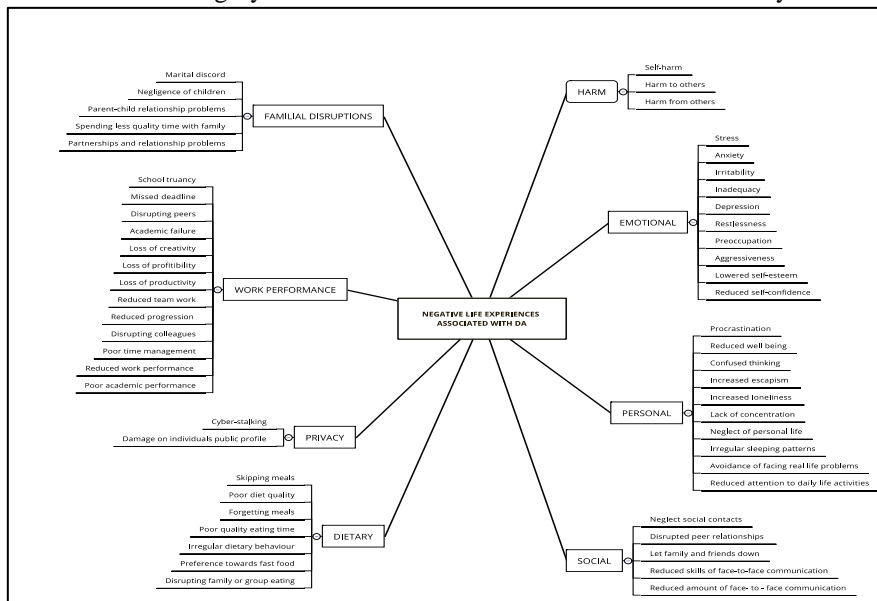 Marital discord
Negligence of children
Parent-child relationship problems
Spending less quality time with family
Partnerships and relationship problems
FAMILIAL DISRUPTIONS
School truancy
Missed deadline
Disrupting peers
Academic failure
Loss of creativity
Loss of profitibility
Loss of productivity
Reduced team work
Reduced progression
Disrupting colleagues
Poor time management
Reduced work performance
Poor academic performance
WORK PERFORMANCE
Cyber-stalking
Damage on individuals public profile
PRIVACY
Skipping meals
Poor diet quality
Forgetting meals
Poor quality eating time
Irregular dietary behaviour
Preference towards fast food
Disrupting family or group eating
DIETARY
NEGATIVE LIFE EXPERIENCES
ASSOCIATED WITH DA
HARM
Self-harm
Harm to others
Harm from others
EMOTIONAL
Stress
Anxiety
Irritability
Inadequacy
Depression
Restlessness
Preoccupation
Aggressiveness
Lowered self-esteem
Reduced self-confidence
PERSONAL
Procrastination
Reduced well being
Confused thinking
Increased escapism
Increased loneliness
Lack of concentration
Neglect of personal life
Irregular sleeping patterns
Avoidance of facing real life problems
Reduced attention to daily life activities
SOCIAL
Neglect social contacts
Disrupted peer relationships
Let family and friends down
Reduced skills of face-to-face communication
Reduced amount of face- to - face communication